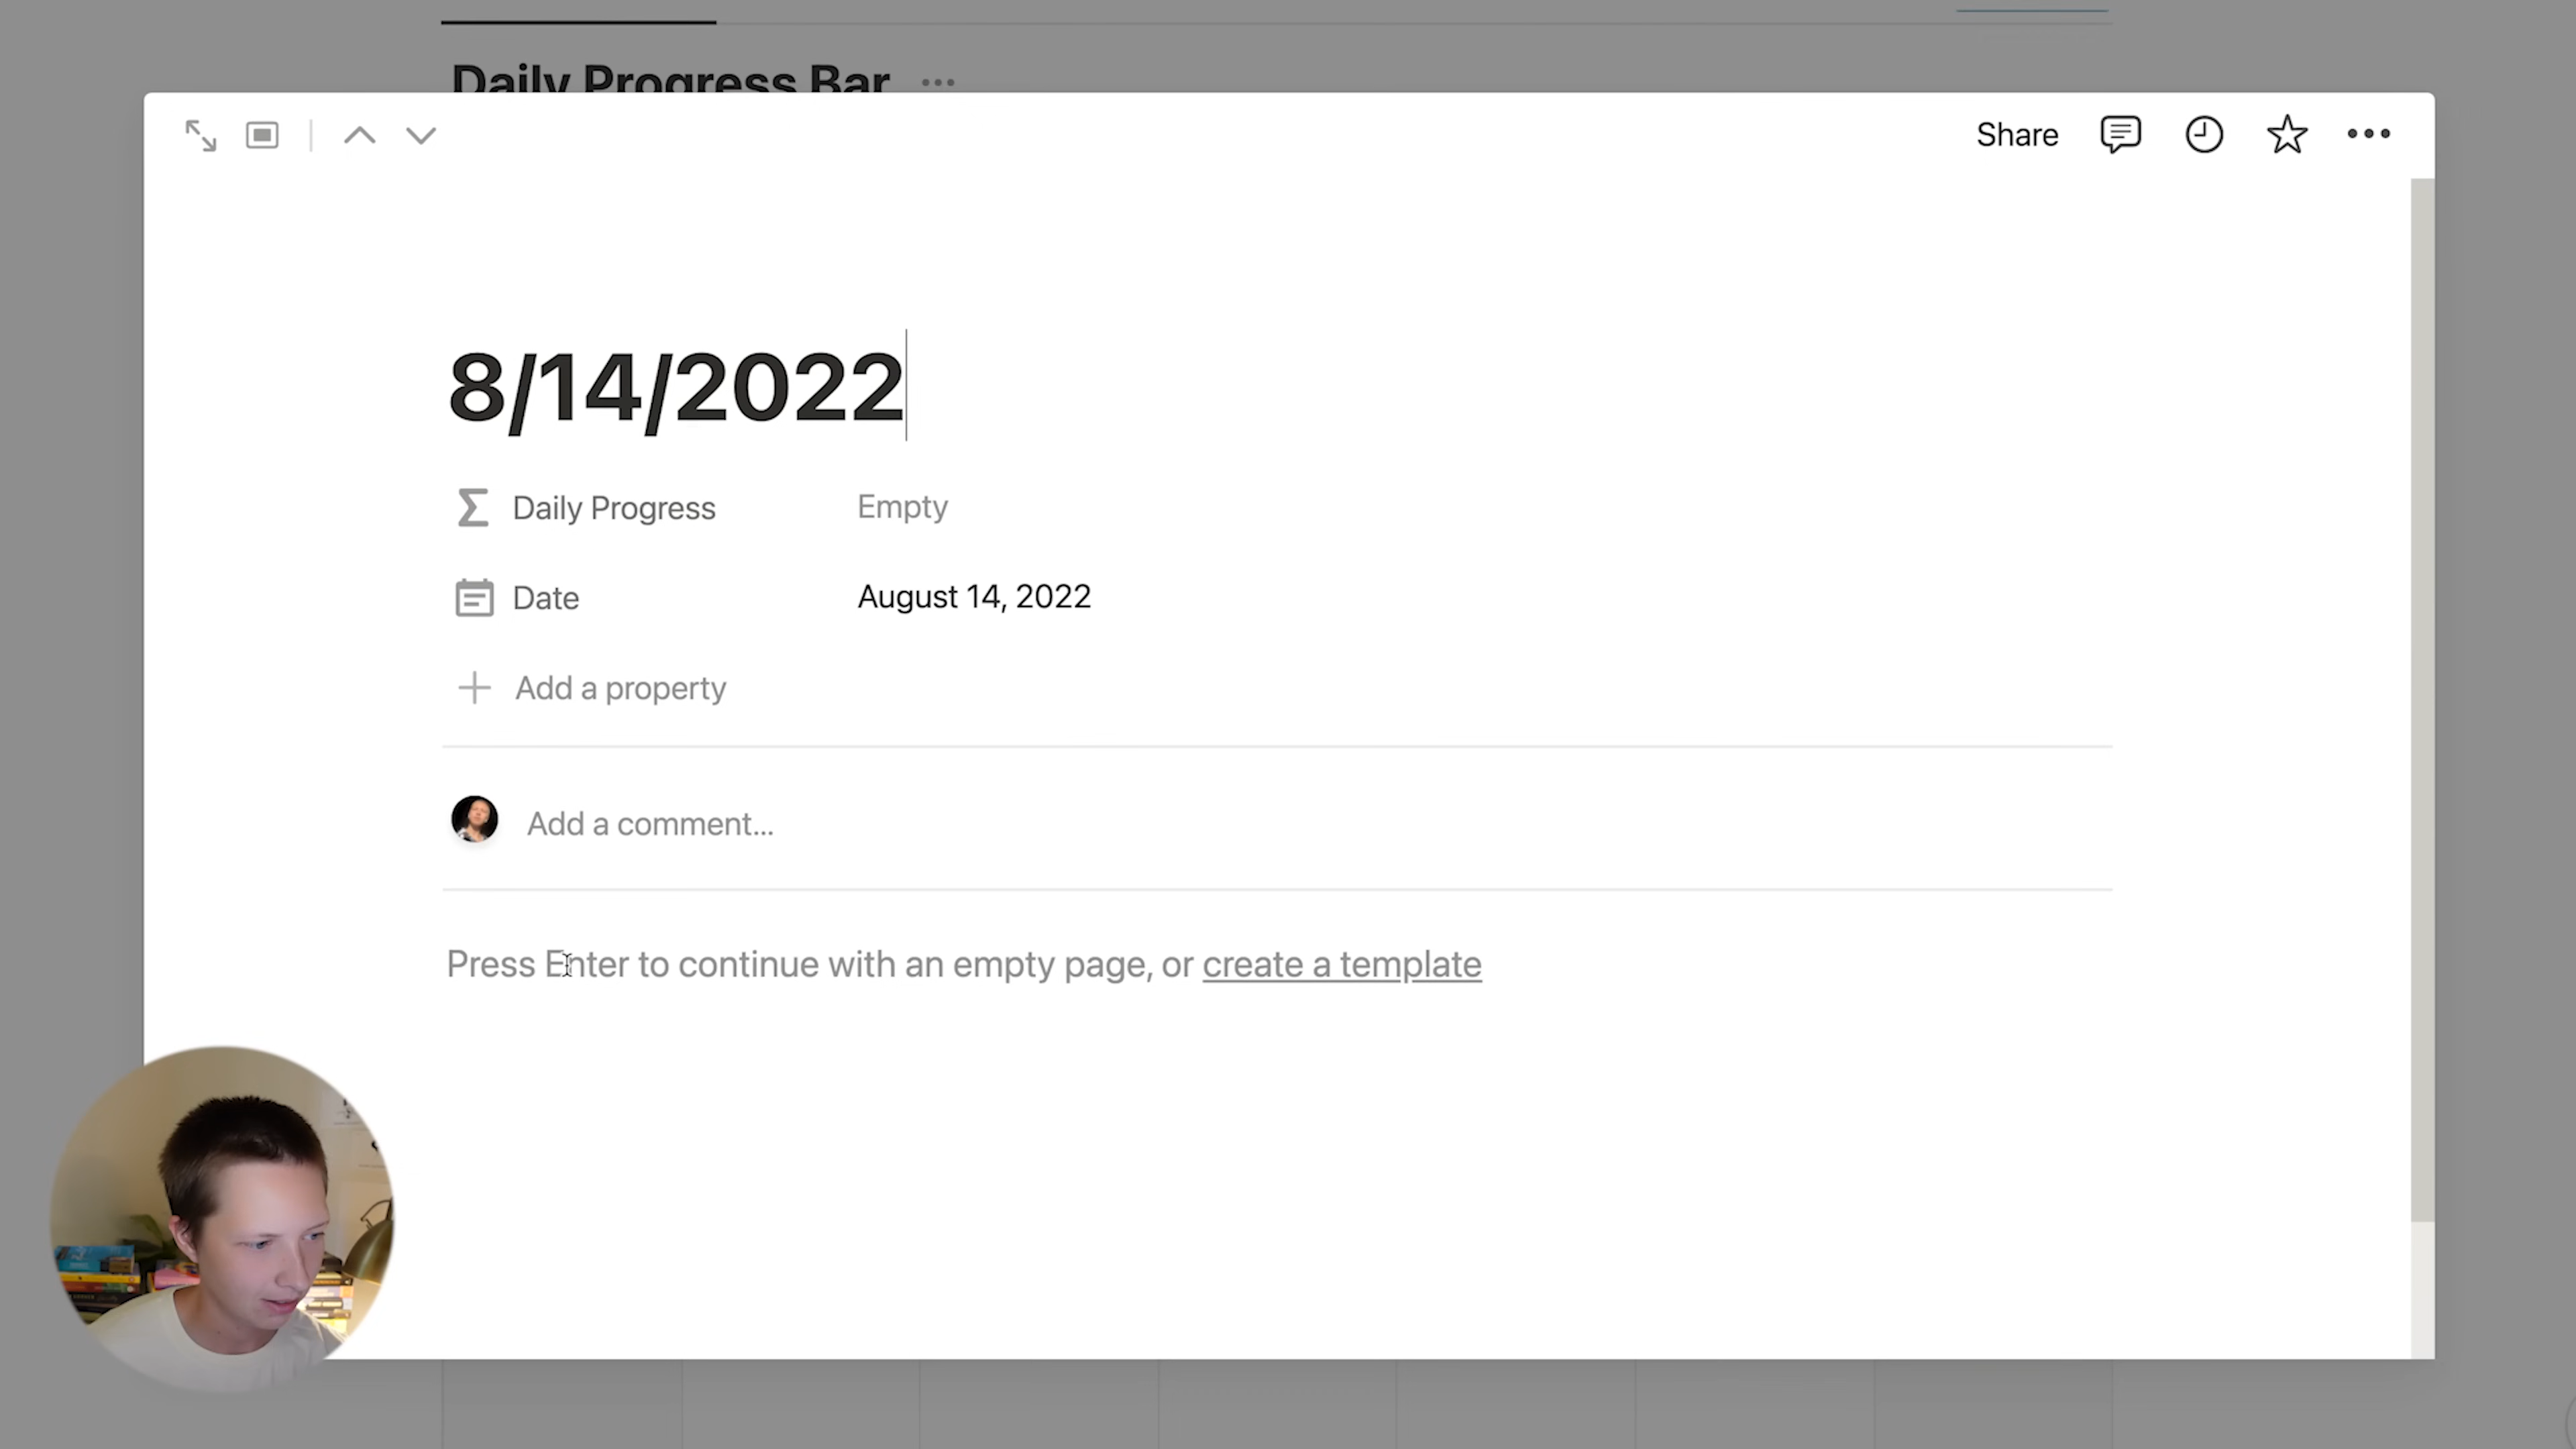 Daily Progress Bar
Share
8/14/2022
Daily Progress Empty
Date August 14, 2022
Add a property
Add a comment...
Press Enter to continue with an empty page, or create a template